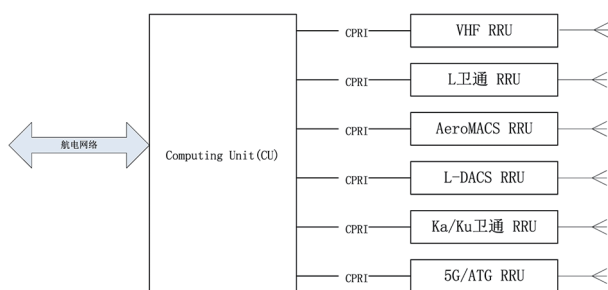 CPRI
VHF RRU
CPRI
L卫通 RRU
CPRI
AeroMACS RRU
航电网络
Computing Unit(CU)
CPRI
L-DACS RRU
CPRI
Ka/Ku卫通 RRU
CPRI
5G/ATG RRU